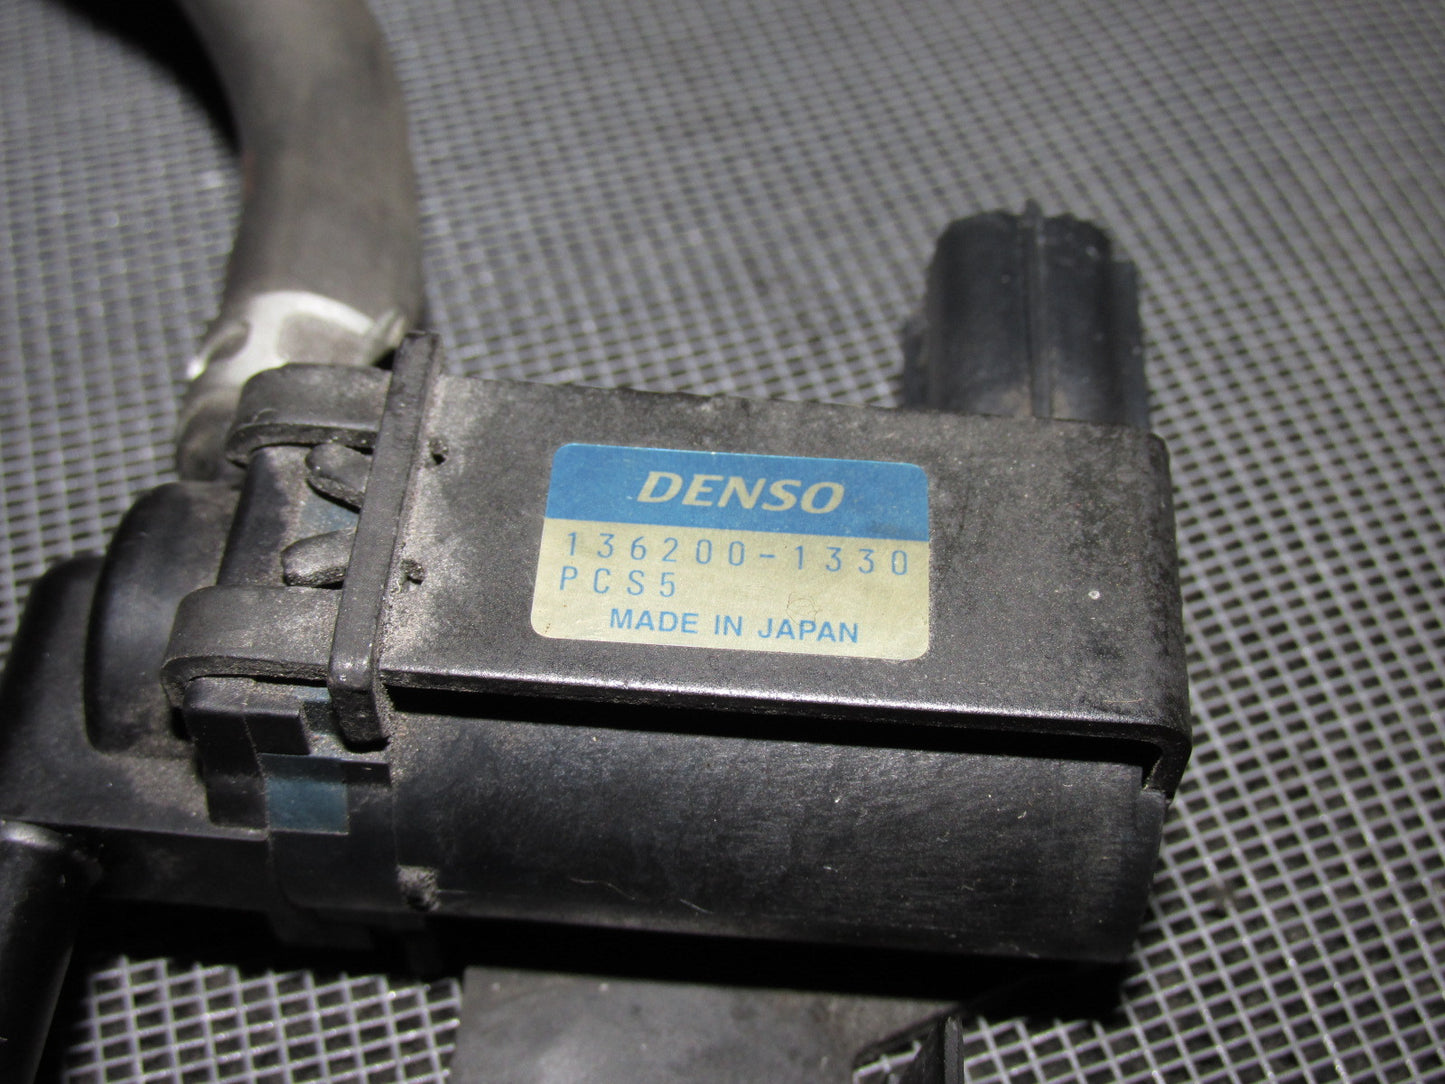 DENSO
136200-1330
PCS5
MADE IN JAPAN